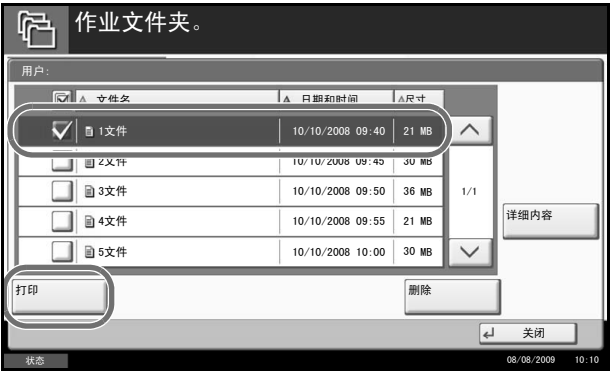 作业文件夹。
用户:
文件名 日期和时间 尺寸
1文件 10/10/2008 09:40 21 MB
2文件 10/10/2008 09:45 30 MB
3文件 10/10/2008 09:50 36 MB 1/1
4文件 10/10/2008 09:55 21 MB 详细内容
5文件 10/10/2008 10:00 30 MB
打印 删除
关闭
状态 08/08/2009 10:10